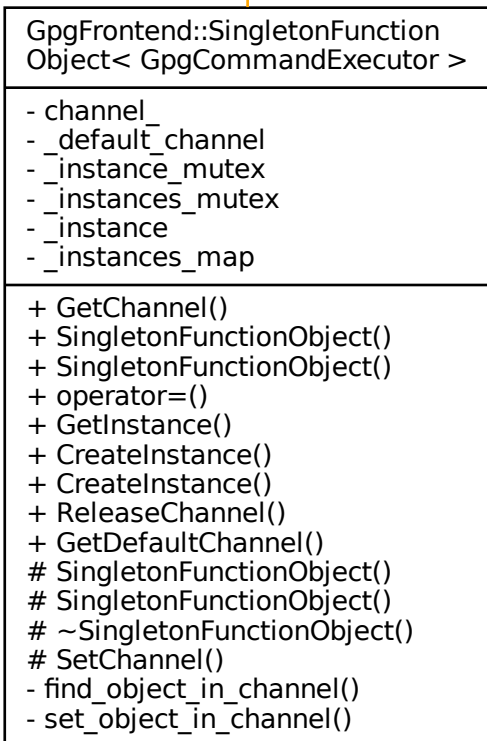 GpgFrontend::SingletonFunction
Object< GpgCommandExecutor >
- channel_
- _default_channel
- _instance_mutex
- _instances_mutex
- _instance
- _instances_map
+ GetChannel()
+ SingletonFunctionObject()
+ SingletonFunctionObject()
+ operator=()
+ GetInstance()
+ CreateInstance()
+ CreateInstance()
+ ReleaseChannel()
+ GetDefaultChannel()
# SingletonFunctionObject()
# SingletonFunctionObject()
# ~SingletonFunctionObject()
# SetChannel()
- find_object_in_channel()
- set_object_in_channel()